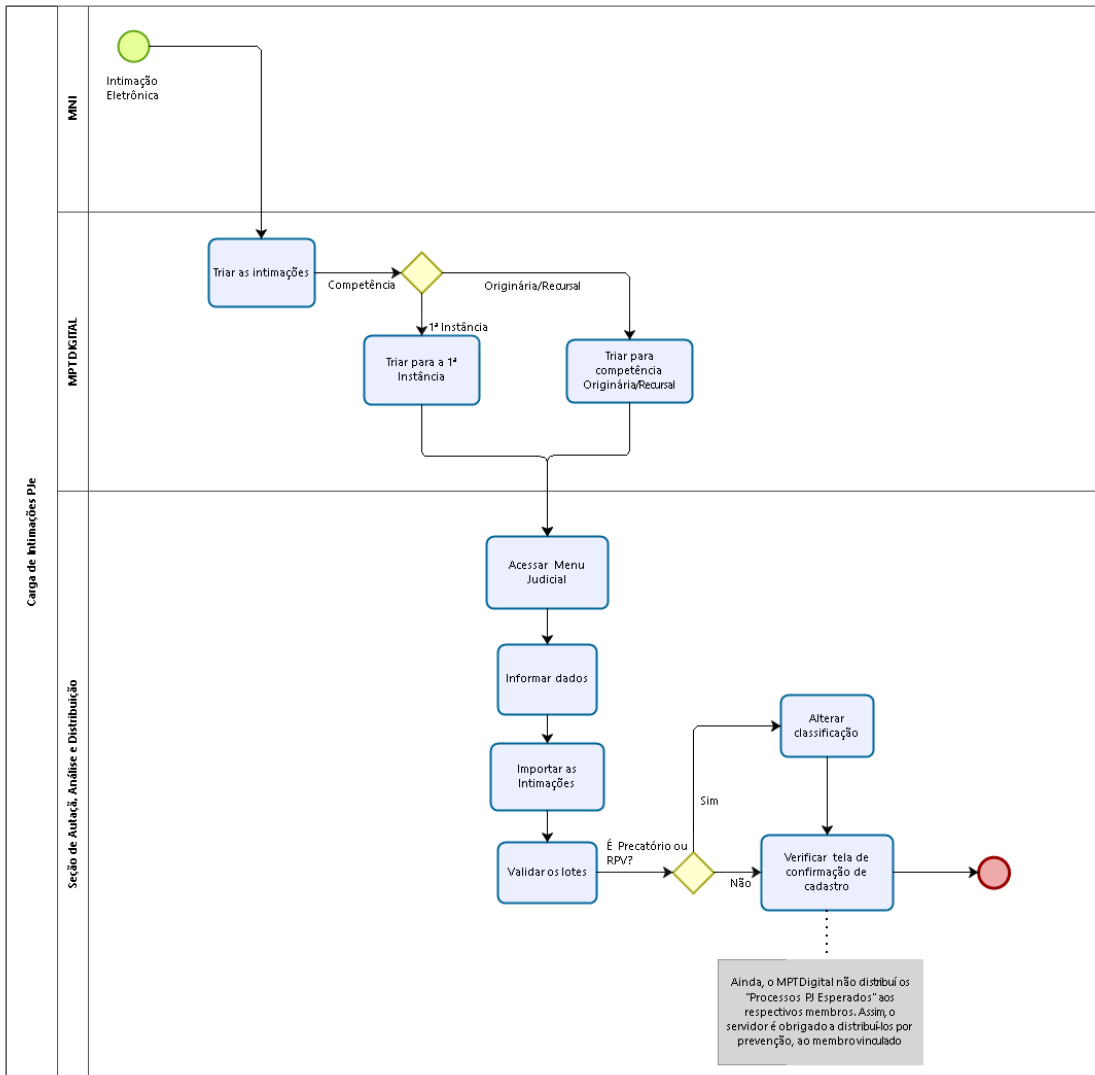 Carga de Intimações PJe
MNI
Intimação
Eletrônica
MPTDIGITAL
Triar as intimações
Competência
Originária/Recursal
1ª Instância
Triar para a 1ª
Instância
Triar para
competência
Originária/Recursal
Seção de Autaçã, Análise e Distribuição
Acessar Menu
Judicial
Informar dados
Importar as
Intimações
Validar os lotes
É Precatório ou
RPV?
Sim
Não
Alterar
classificação
Verificar tela de
confirmação de
cadastro
Ainda, o MPTDigital não distribuí os
"Processos PJ Esperados" aos
respectivos membros. Assim, o
servidor é obrigado a distribuí-los por
prevenção, ao membro vinculado